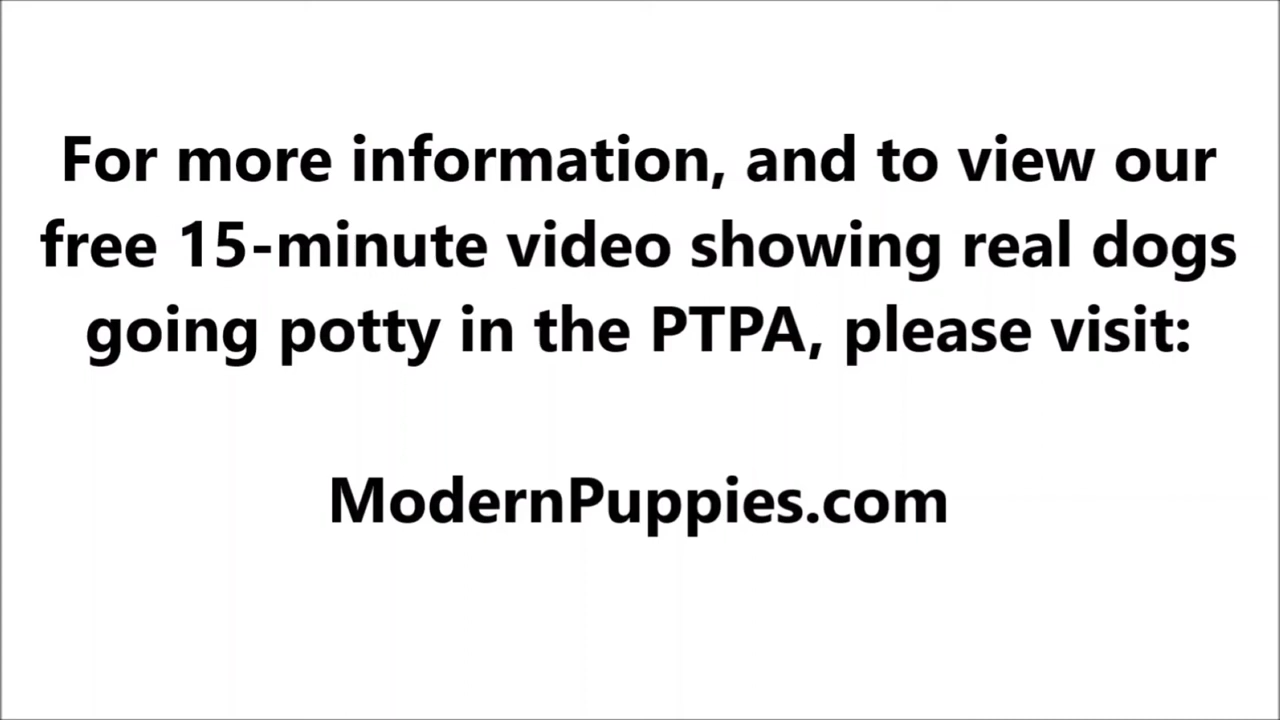 For more information, and to view our
free 15-minute video showing real dogs
going potty in the PTPA, please visit:
ModernPuppies.com